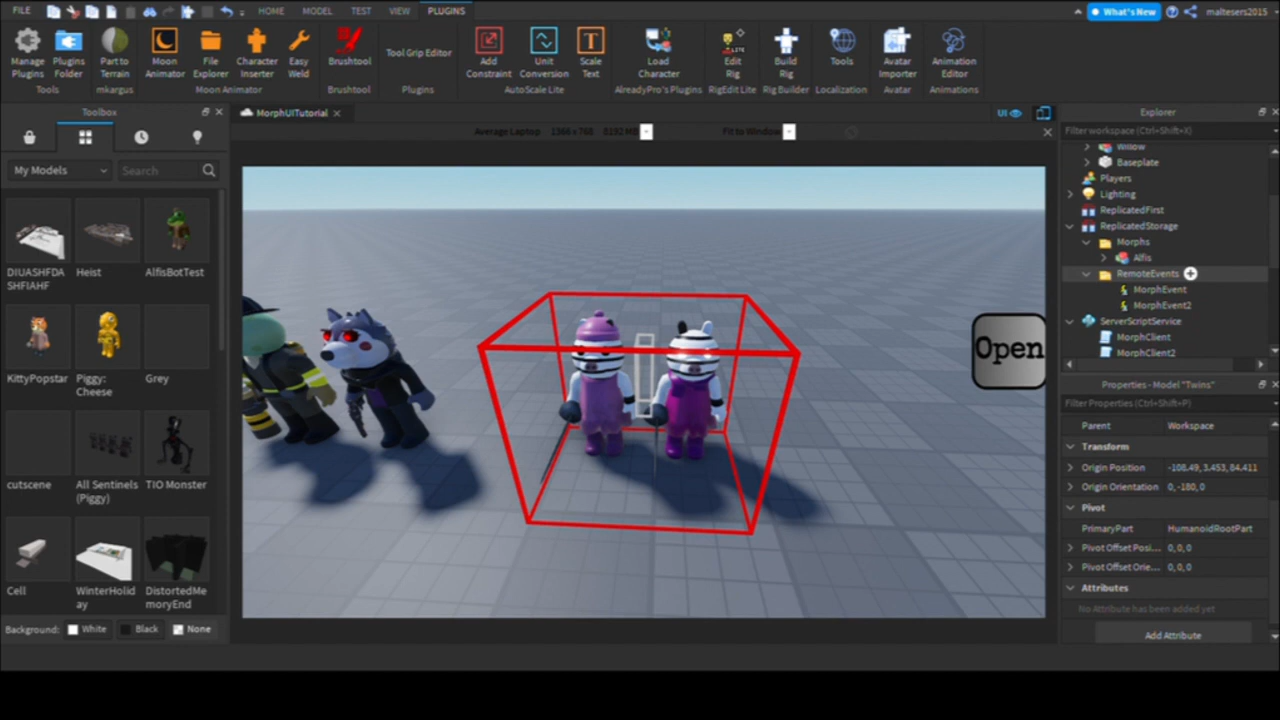 FILE HOME MODEL TEST VIEW PLUGINS What's New maltesers2015
Manage Plugins
Plugins Folder
Part to Terrain
Moon Animator
File Explorer
Character Inserter
Easy Weld
Brushtool
Tool Grip Editor
Add Constraint
Unit Conversion
Scale Text
Load Character
Edit Rig
Build Rig
Tools
Avatar Importer
Animation Editor
Tools mkargus Moon Animator Brushtool Plugins AutoScale Lite AlreadyPro's Plugins RigEdit Lite Rig Builder Localization Avatar Animations
Toolbox
MorphUITutorial
UI
Explorer
Average Laptop 1366 x 768 8192 MB Fit to Window
Filter workspace (Ctrl+Shift+X)
My Models
Search
Willow
Baseplate
Players
Lighting
ReplicatedFirst
ReplicatedStorage
Morphs
Alfis
RemoteEvents
MorphEvent
MorphEvent2
ServerScriptService
MorphClient
MorphClient2
DIUASHFDA
SHFIAHF
Heist
AlfisBotTest
KittyPopstar
Piggy:
Cheese
Grey
cutscene
All Sentinels
(Piggy)
TIO Monster
Cell
WinterHolid
ay
DistortedMe
moryEnd
Background: White Black None
Open
Properties - Model "Twins"
Filter Properties (Ctrl+Shift+P)
Parent Workspace
Transform
Origin Position -108.49, 3.453, 84.411
Origin Orientation 0, -180, 0
Pivot
PrimaryPart HumanoidRootPart
Pivot Offset Posi... 0, 0, 0
Pivot Offset Orie... 0, 0, 0
Attributes
No Attribute has been added yet
Add Attribute